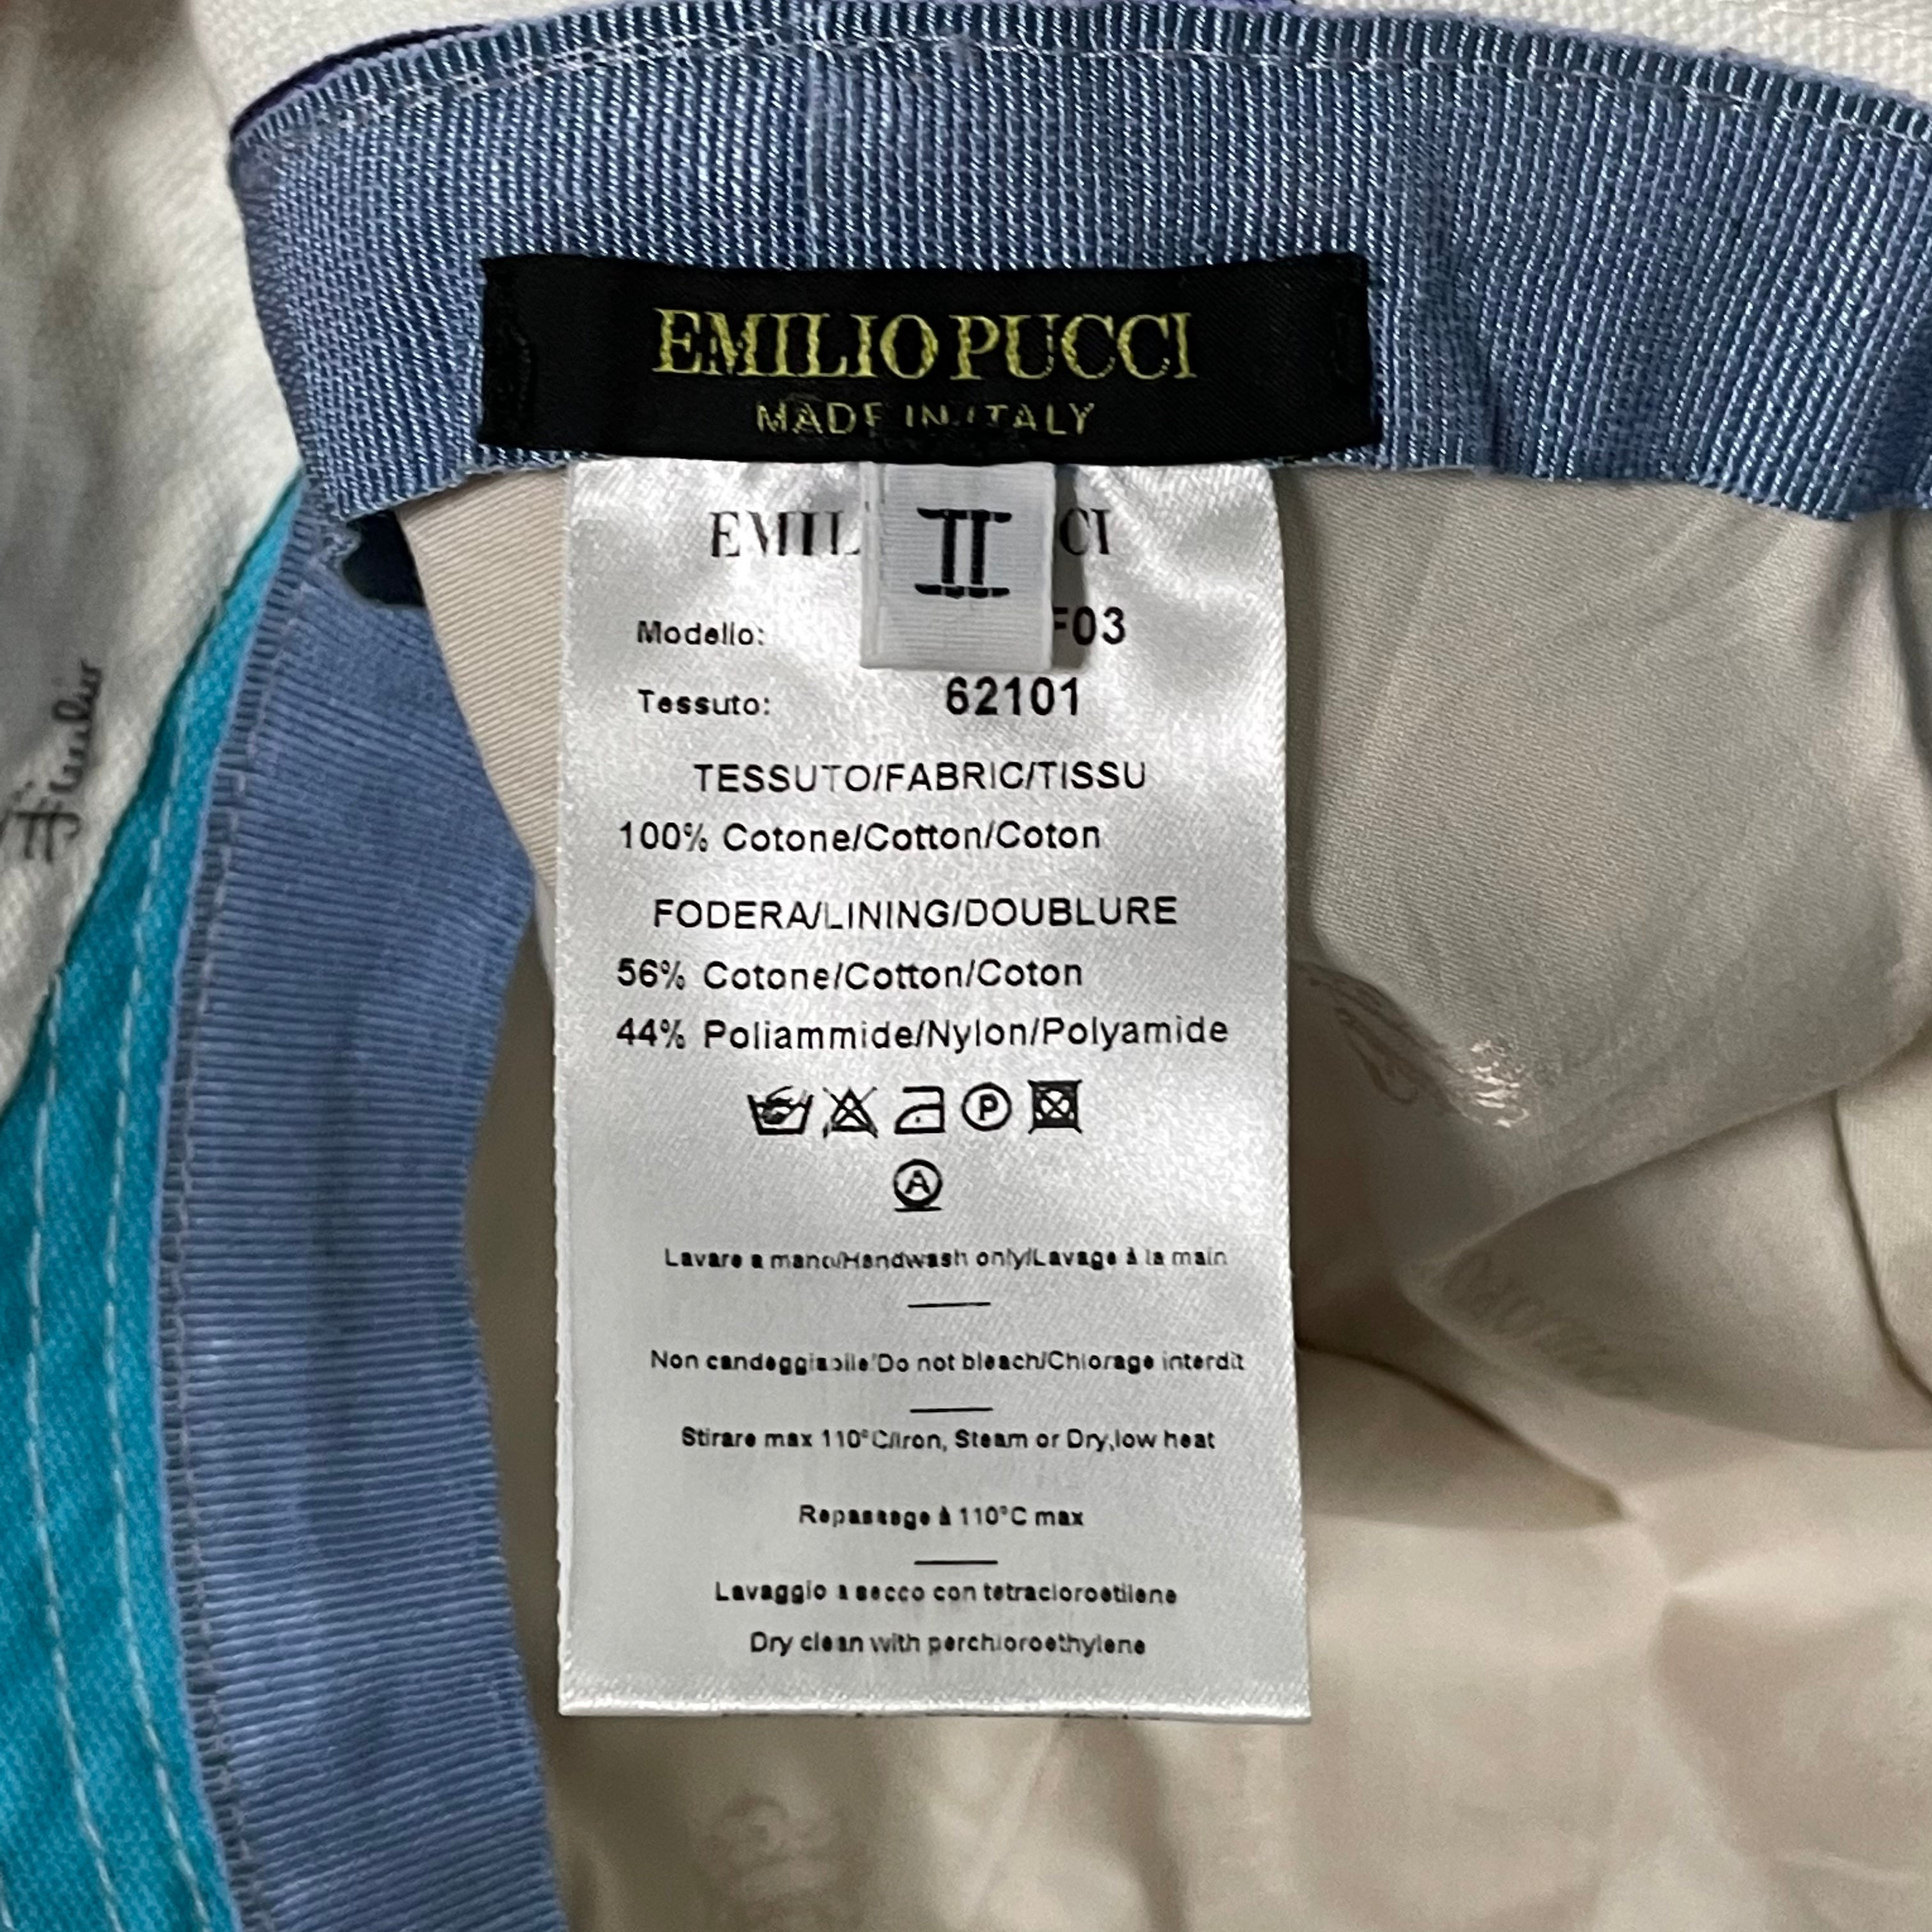 EMILIO PUCCI
MADE IN ITALY
II
EMIL CI
Modello: F03
Tessuto: 62101
TESSUTO/FABRIC/TISSU
100% Cotone/Cotton/Coton
FODERA/LINING/DOUBLURE
56% Cotone/Cotton/Coton
44% Poliammide/Nylon/Polyamide
P
A
Lavare a mano/Handwash only/Lavage à la main
Non candeggiabile/Do not bleach/Chlorage interdit
Stirare max 110°C/Iron, Steam or Dry,low heat
Repassage à 110°C max
Lavaggio a secco con tetracloroetilene
Dry clean with perchloroethylene